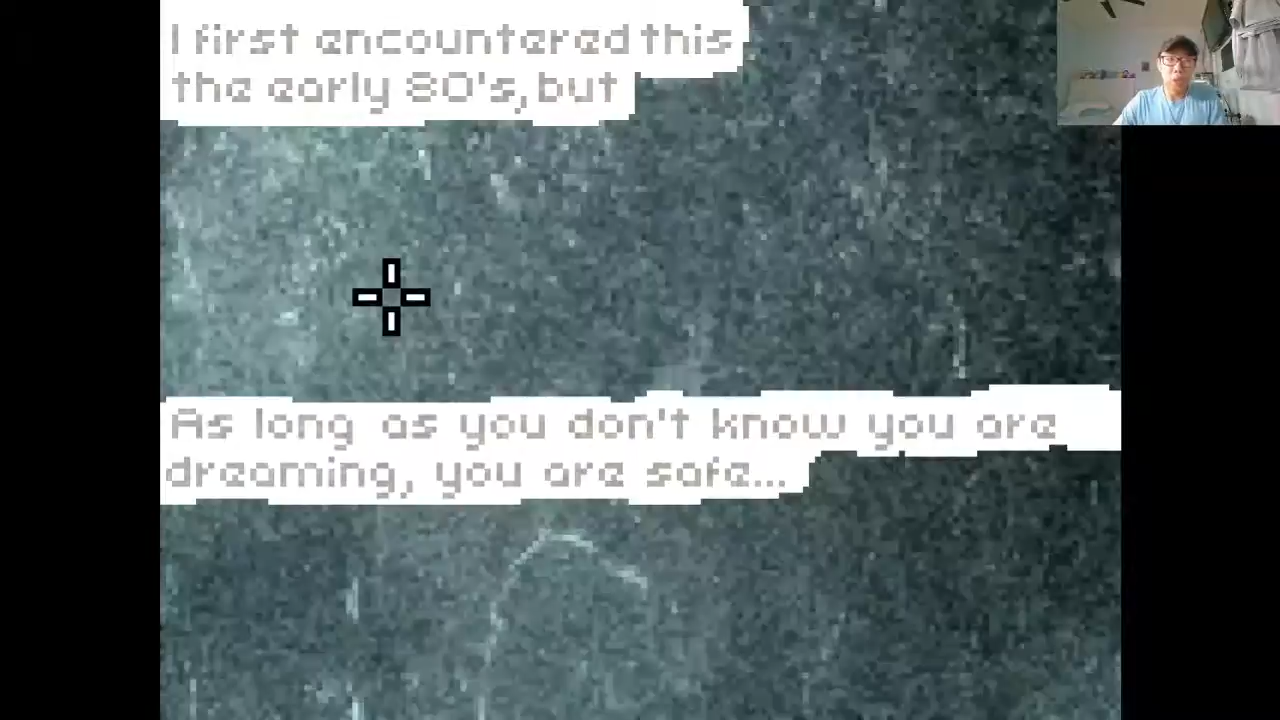 I first encountered this
the early 80's, but
As long as you don't know you are
dreaming, you are safe...